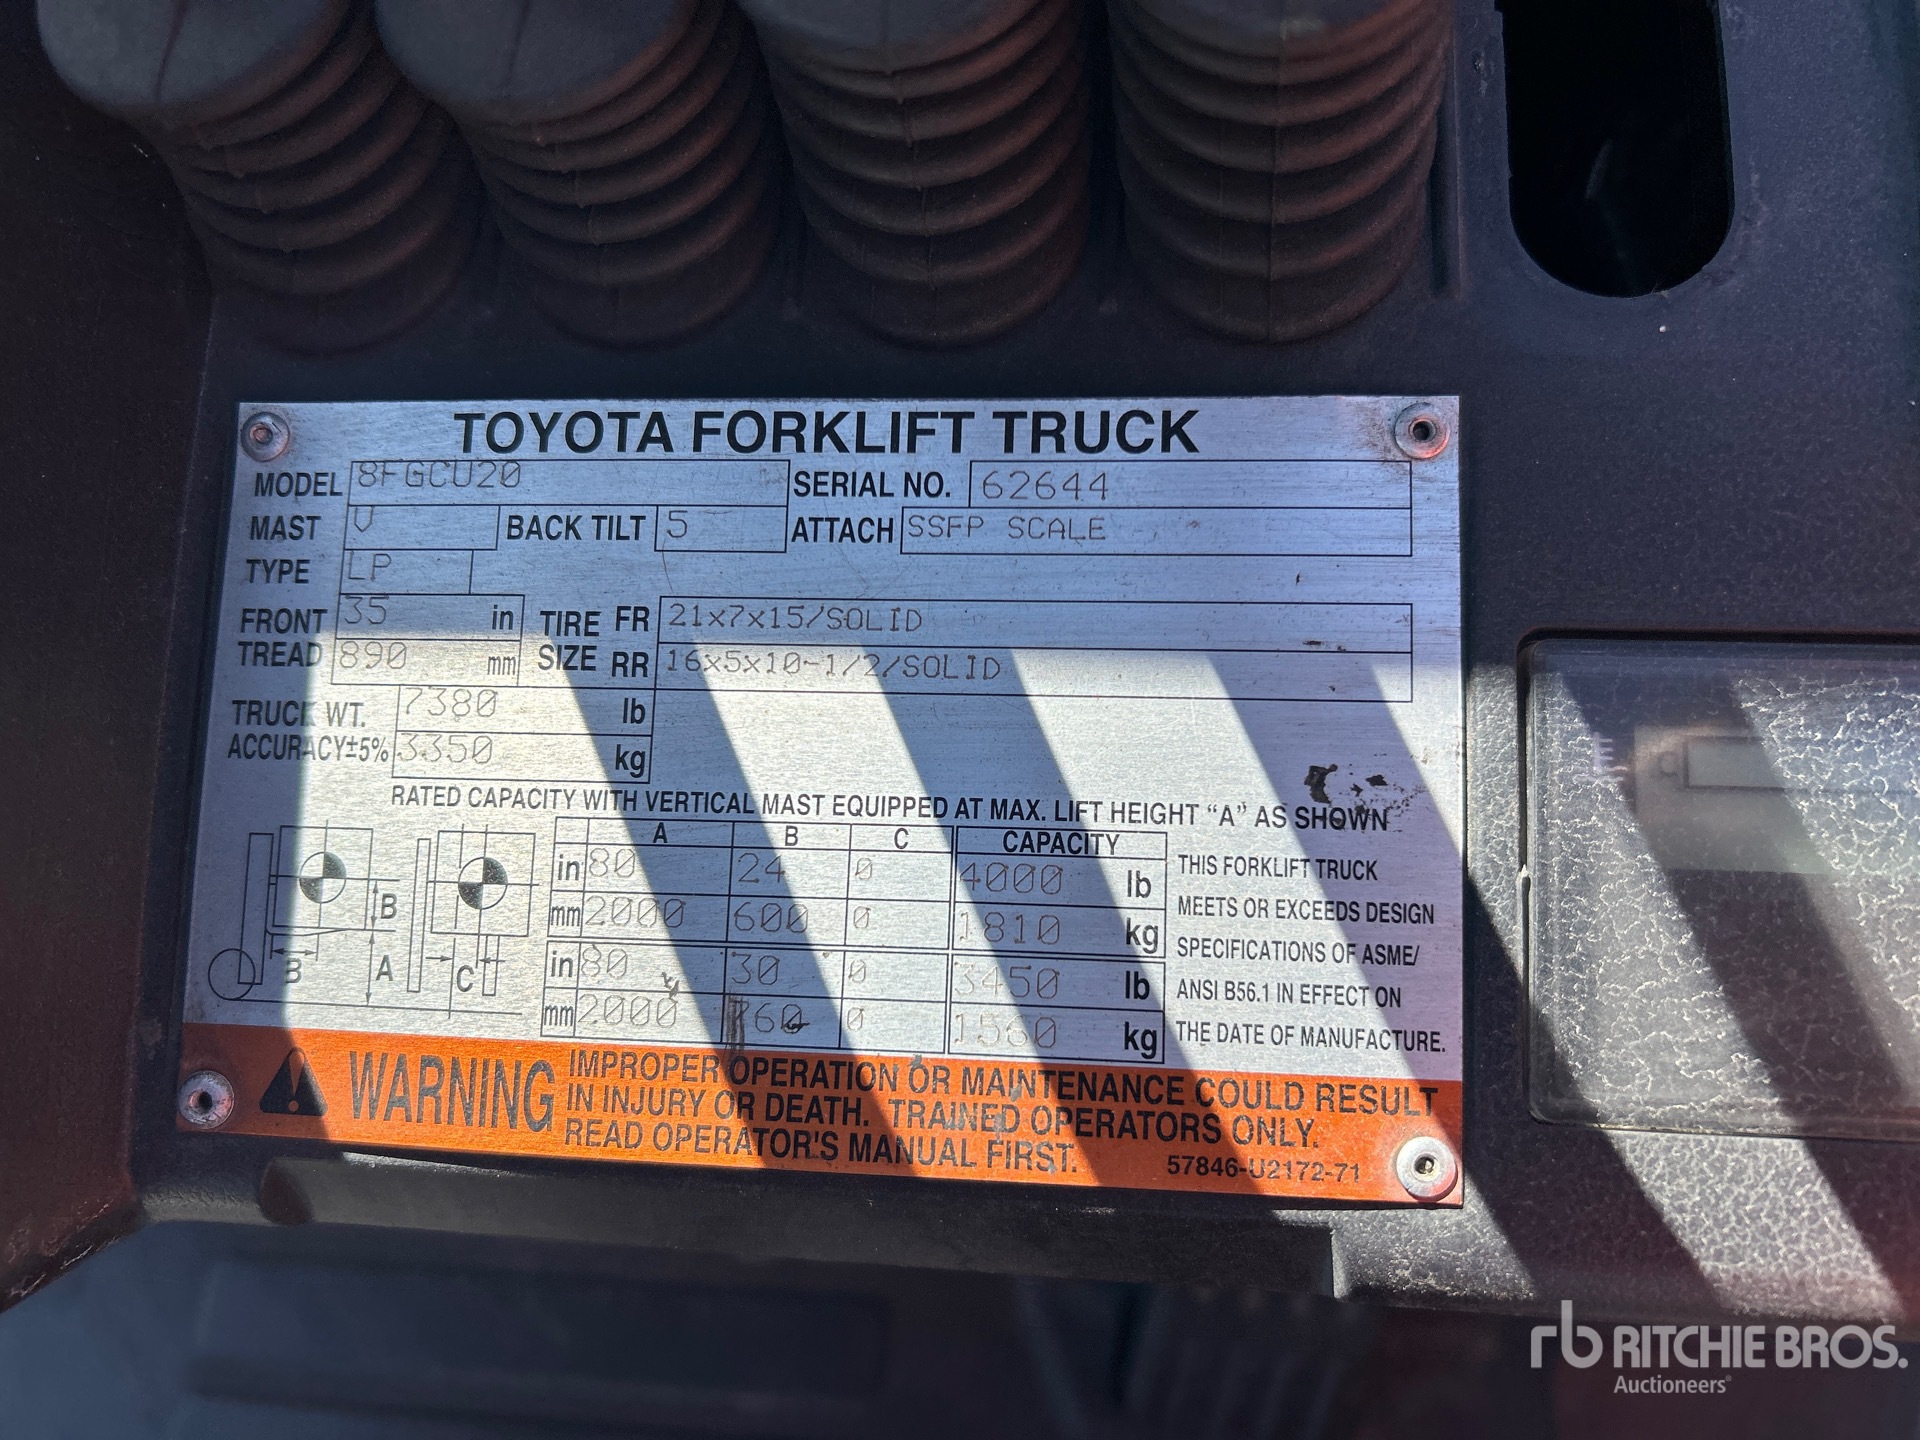 TOYOTA FORKLIFT TRUCK
MODEL 8FGCU20 SERIAL NO. 62644
MAST V BACK TILT 5 ATTACH SSFP SCALE
TYPE LP
FRONT TREAD 35 in 890 mm
TIRE SIZE FR 21x7x15/SOLID
RR 16x5x10-1/2/SOLID
TRUCK WT. 7380 lb
ACCURACY±5% 3350 kg
RATED CAPACITY WITH VERTICAL MAST EQUIPPED AT MAX. LIFT HEIGHT “A” AS SHOWN
A B C CAPACITY
in 80 24 0 4000 lb
mm 2000 600 0 1810 kg
in 80 30 0 3450 lb
mm 2000 760 0 1560 kg
B
B A C
THIS FORKLIFT TRUCK
MEETS OR EXCEEDS DESIGN
SPECIFICATIONS OF ASME/
ANSI B56.1 IN EFFECT ON
THE DATE OF MANUFACTURE.
WARNING
IMPROPER OPERATION OR MAINTENANCE COULD RESULT
IN INJURY OR DEATH. TRAINED OPERATORS ONLY.
READ OPERATOR'S MANUAL FIRST.
57846-U2172-71
rb RITCHIE BROS.
Auctioneers®